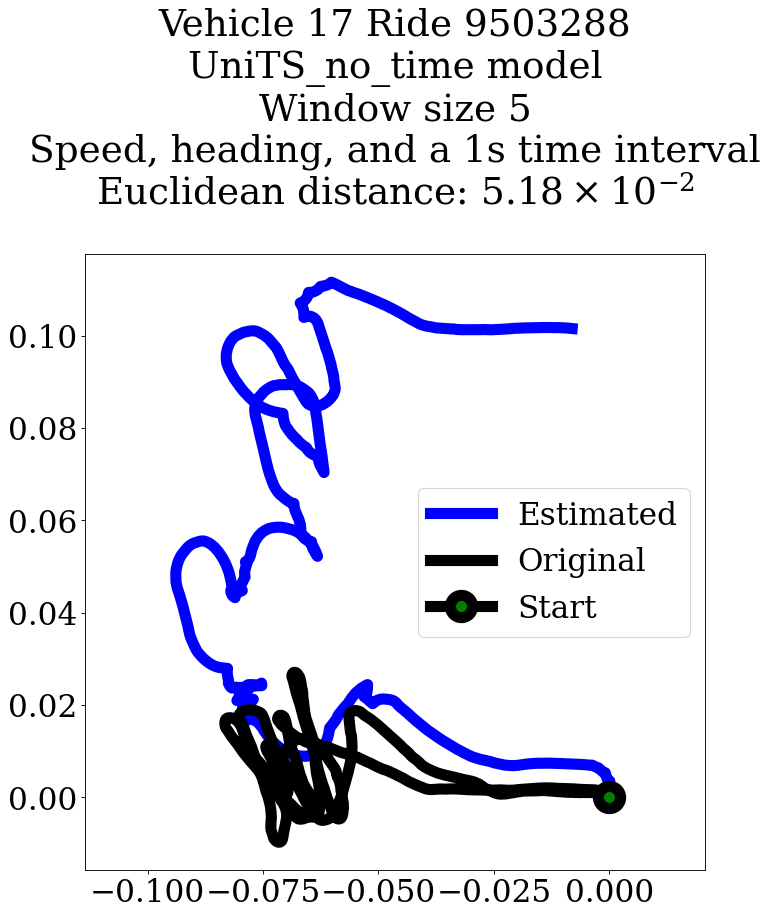 Vehicle 17 Ride 9503288
UniTS_no_time model
Window size 5
Speed, heading, and a 1s time interval
Euclidean distance: 5.18 × 10⁻²
0.10
0.08
0.06
0.04
0.02
0.00
Estimated
Original
Start
−0.100 −0.075 −0.050 −0.025 0.000